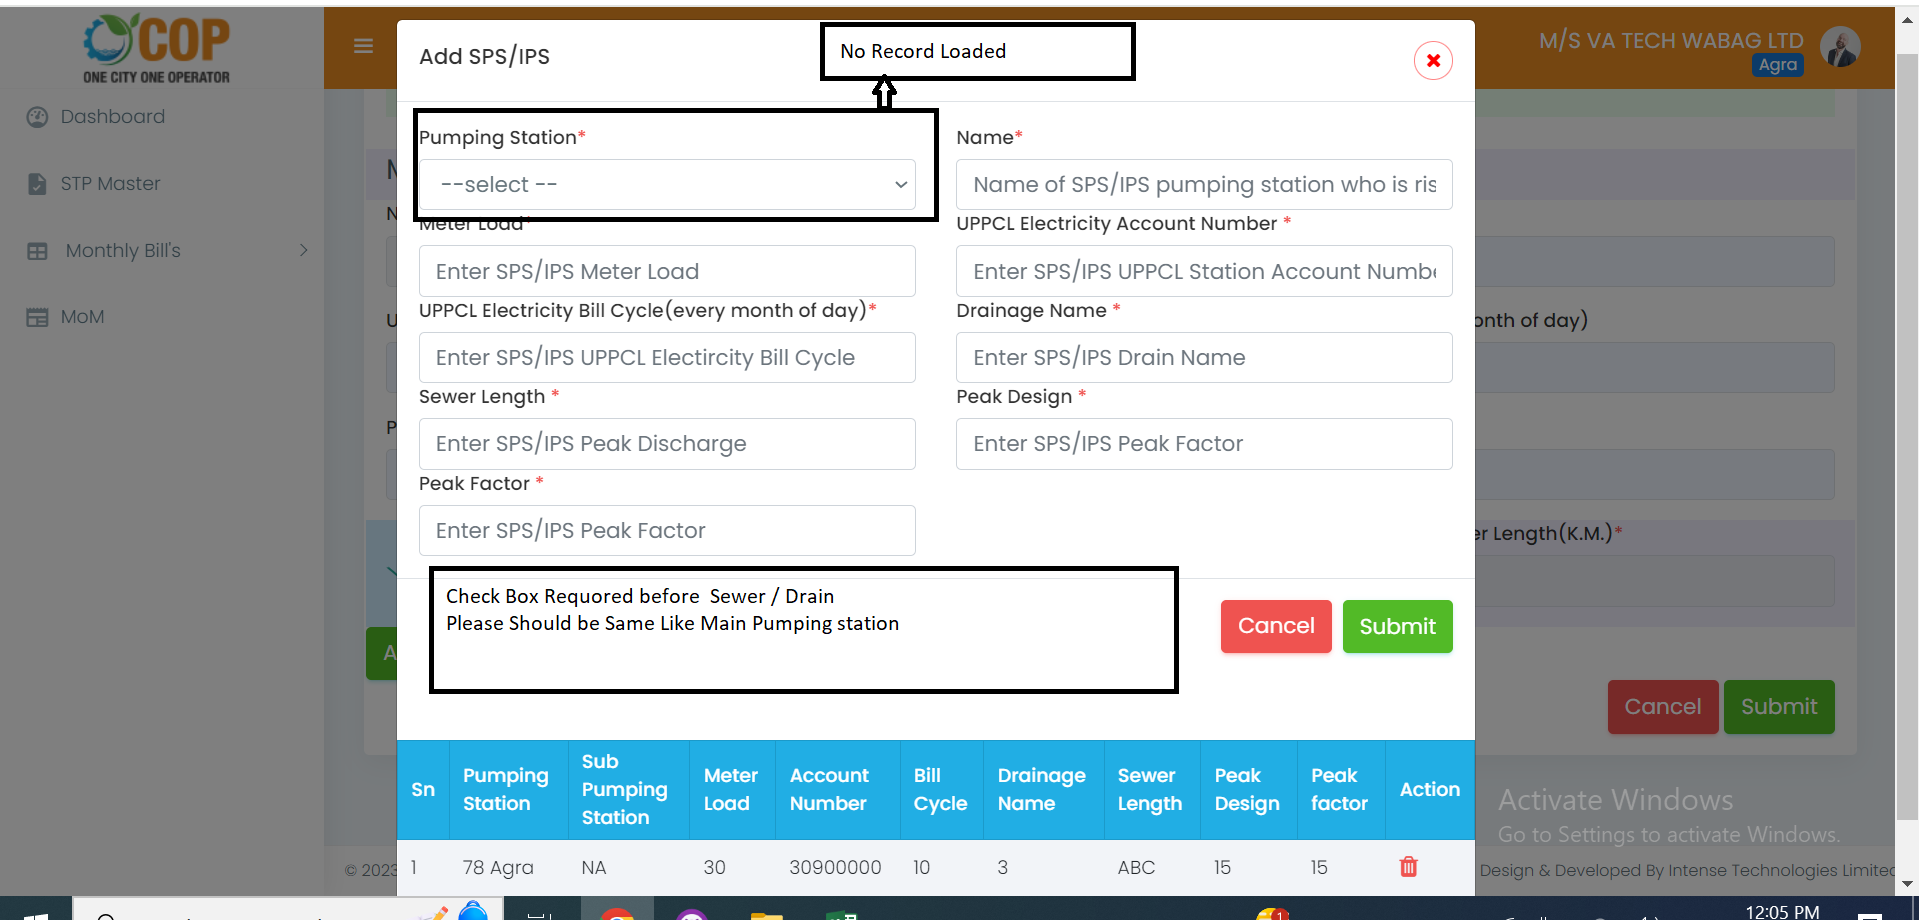 COP
ONE CITY ONE OPERATOR
M/S VA TECH WABAG LTD
Agra
Dashboard
STP Master
Monthly Bill's
MoM
Add SPS/IPS
No Record Loaded
Pumping Station*
--select --
Name*
Name of SPS/IPS pumping station who is ris
Meter Load*
Enter SPS/IPS Meter Load
UPPCL Electricity Account Number *
Enter SPS/IPS UPPCL Station Account Numbe
UPPCL Electricity Bill Cycle(every month of day)*
Enter SPS/IPS UPPCL Electircity Bill Cycle
Drainage Name *
Enter SPS/IPS Drain Name
onth of day)
Sewer Length *
Enter SPS/IPS Peak Discharge
Peak Design *
Enter SPS/IPS Peak Factor
Peak Factor *
Enter SPS/IPS Peak Factor
er Length(K.M.)*
Check Box Requored before Sewer / Drain
Please Should be Same Like Main Pumping station
Cancel
Submit
A
Cancel
Submit
Sn
Pumping
Station
Sub
Pumping
Station
Meter
Load
Account
Number
Bill
Cycle
Drainage
Name
Sewer
Length
Peak
Design
Peak
factor
Action
1
78 Agra
NA
30
30900000
10
3
ABC
15
15
Activate Windows
Go to Settings to activate Windows.
© 2023
Design & Developed By Intense Technologies Limitec
1
12:05 PM